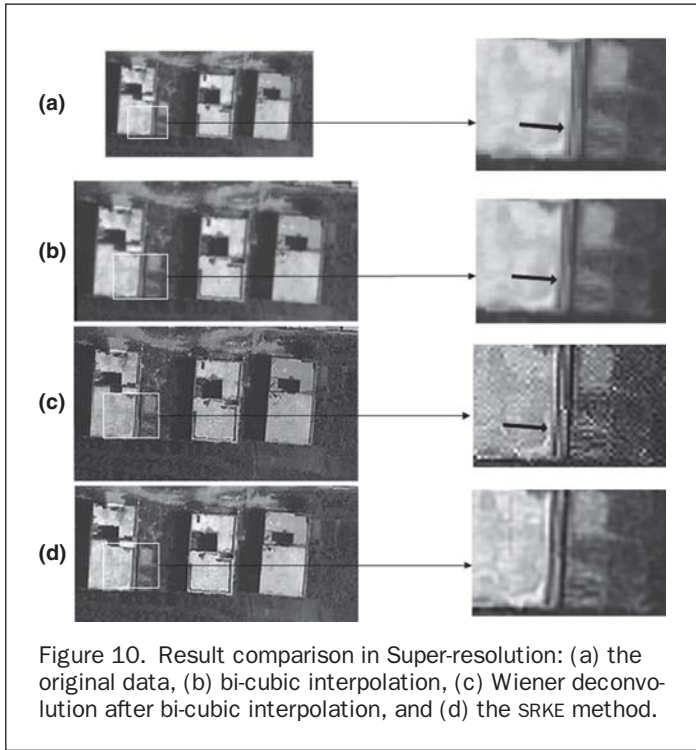 (a)
(b)
(c)
(d)
Figure 10. Result comparison in Super-resolution: (a) the
original data, (b) bi-cubic interpolation, (c) Wiener deconvo-
lution after bi-cubic interpolation, and (d) the SRKE method.